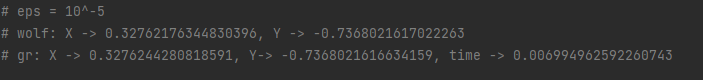 # eps = 10^-5
# wolf: X -> 0.32762176344830396, Y -> -0.7368021617022263
# gr: X -> 0.3276244280818591, Y-> -0.7368021616634159, time -> 0.006994962592260743